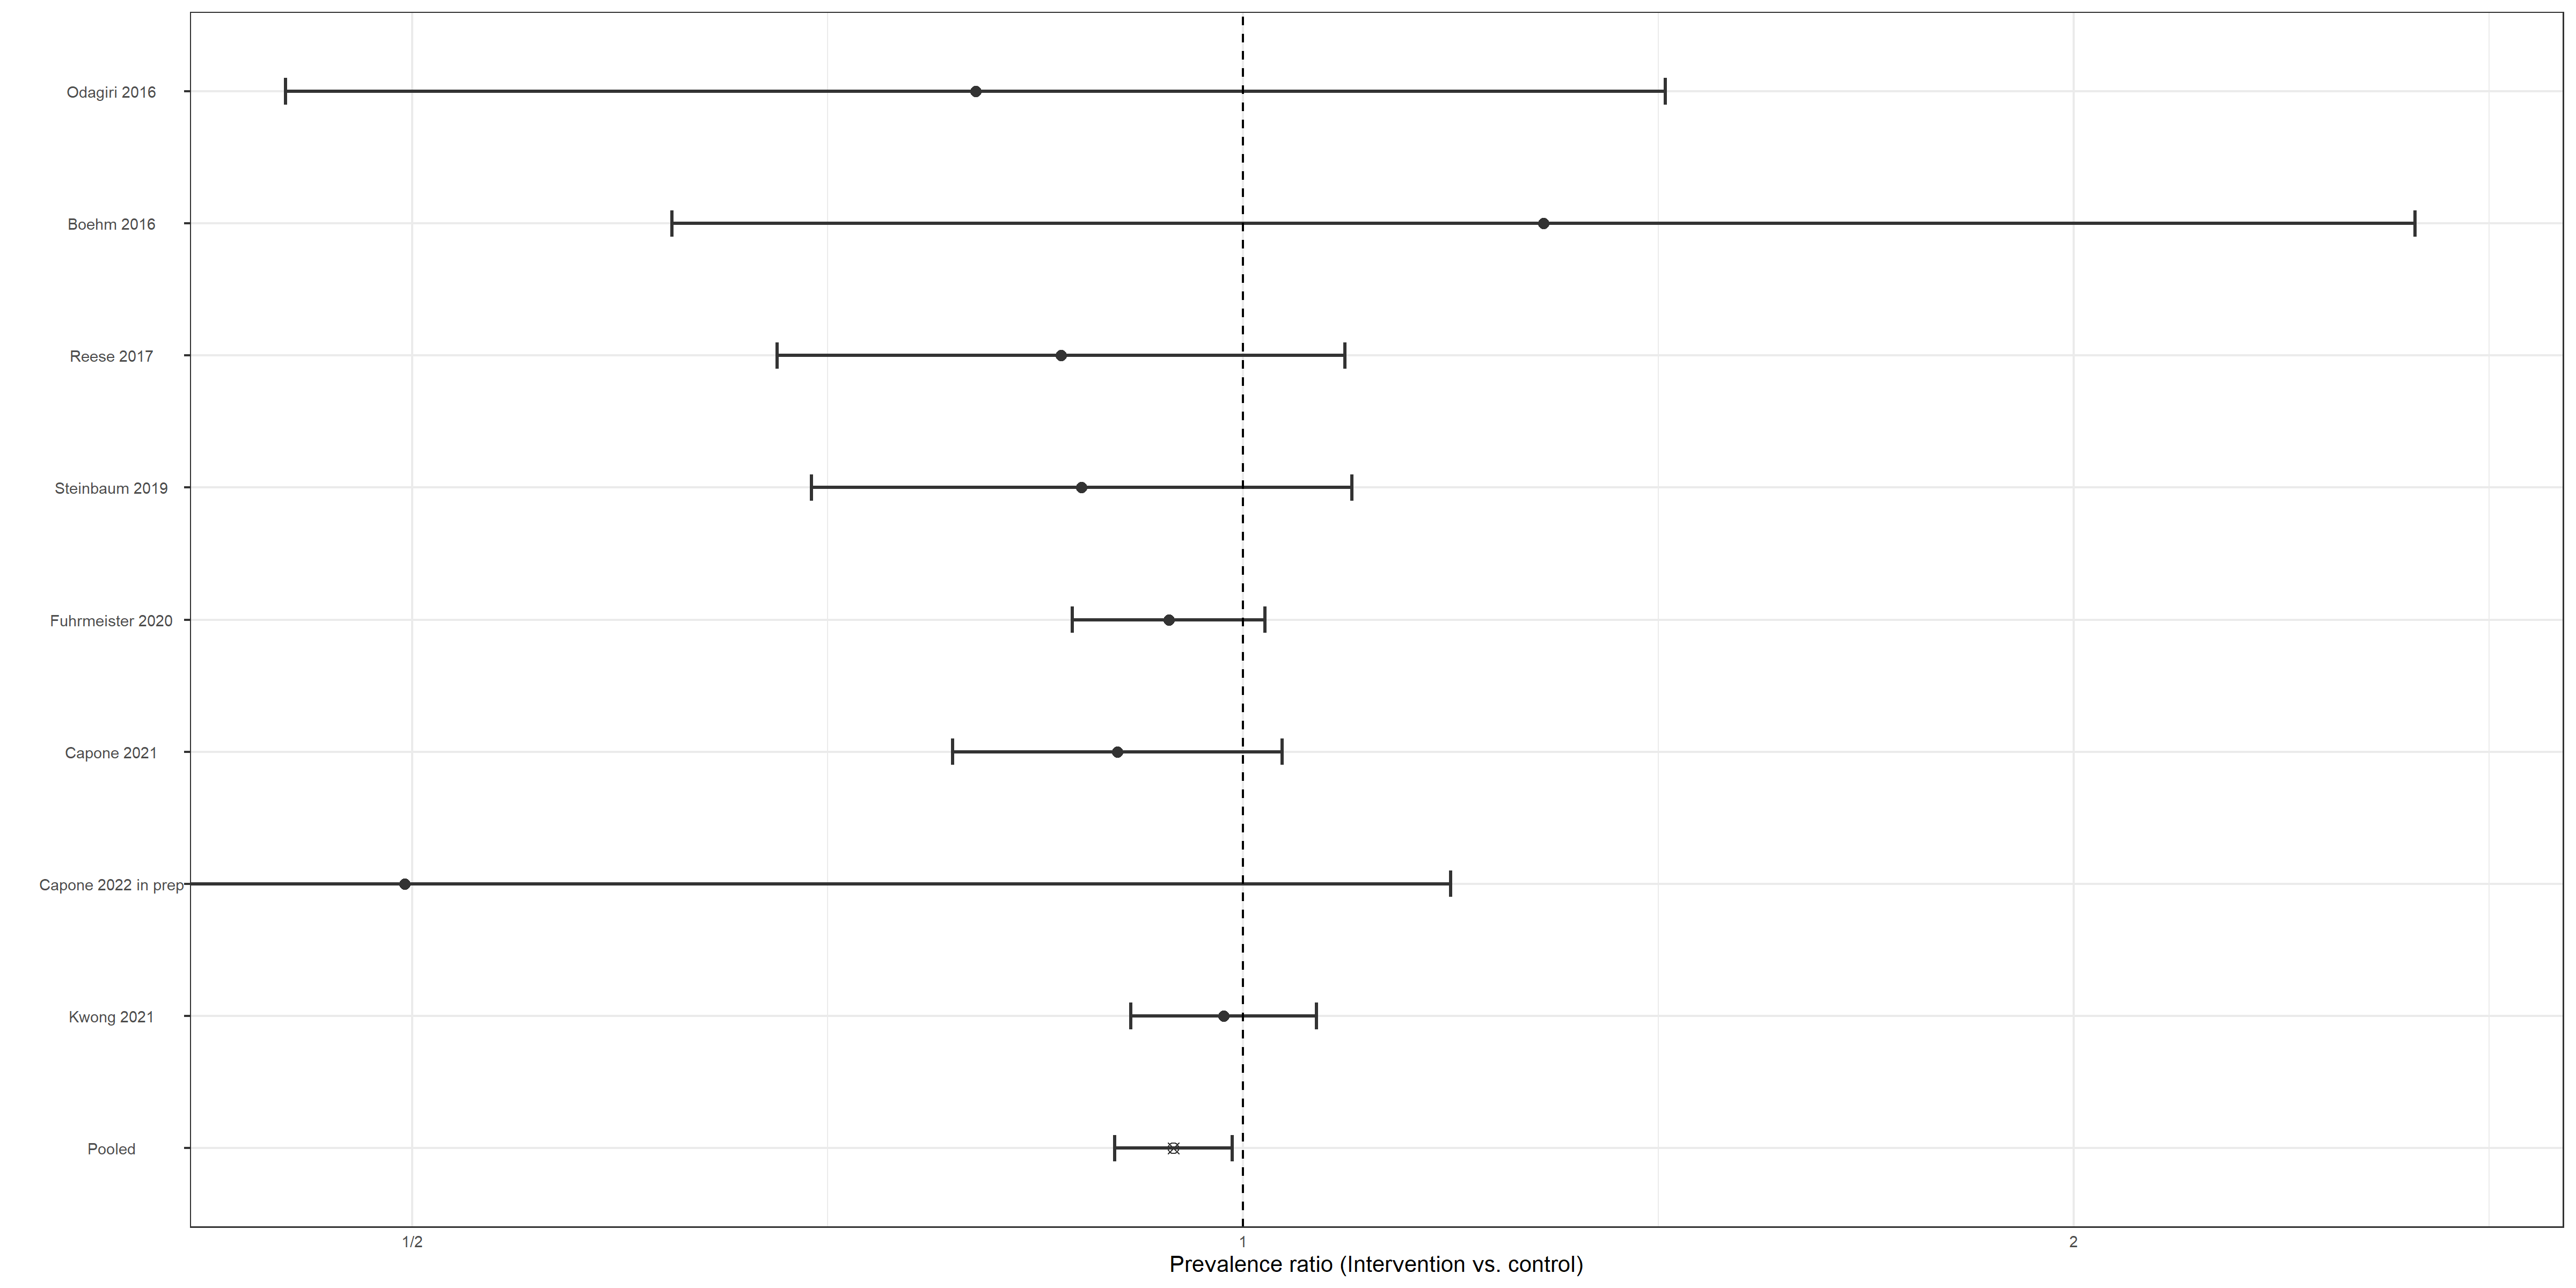 Odagiri 2016
Boehm 2016
Reese 2017
Steinbaum 2019
Fuhrmeister 2020
Capone 2021
Capone 2022 in prep
Kwong 2021
Pooled
1/2 1 2
Prevalence ratio (Intervention vs. control)